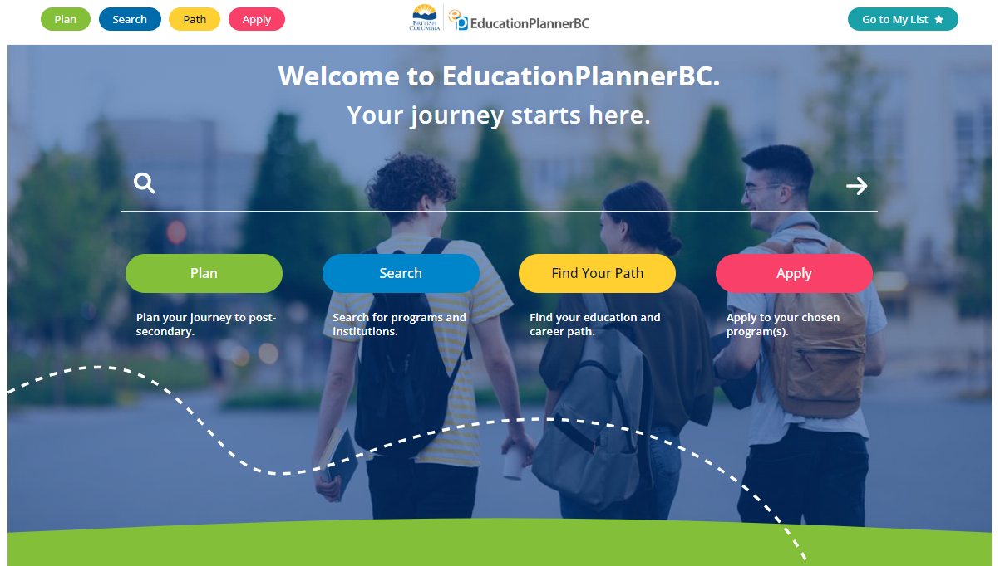 Plan
Search
Path
Apply
BRITISH
COLUMBIA
EducationPlannerBC
Go to My List
Welcome to EducationPlannerBC.
Your journey starts here.
Plan
Search
Find Your Path
Apply
Plan your journey to post-
secondary.
Search for programs and
institutions.
Find your education and
career path.
Apply to your chosen
program(s).